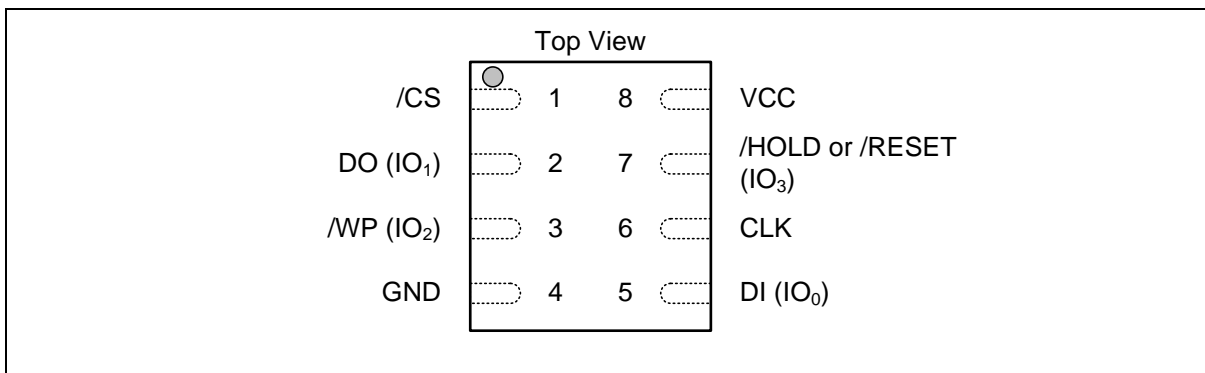 Top View
/CS 1 8 VCC
DO (IO₁) 2 7 /HOLD or /RESET
(IO₃)
/WP (IO₂) 3 6 CLK
GND 4 5 DI (IO₀)